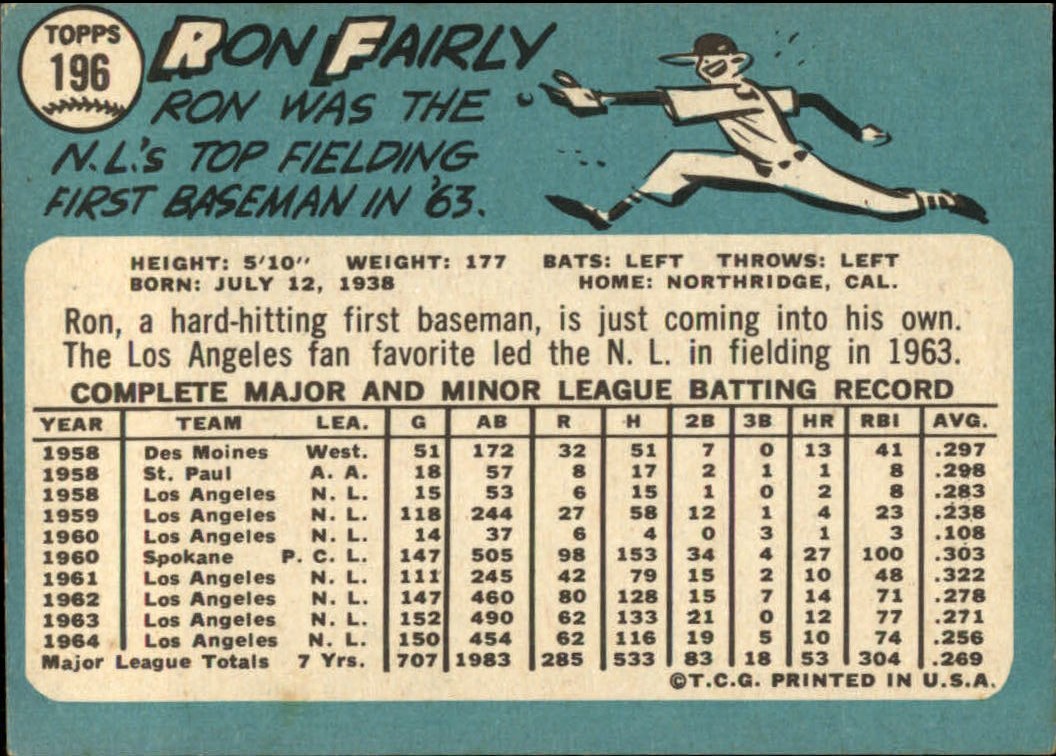 TOPPS
196
RON FAIRLY
RON WAS THE
N.L.'s TOP FIELDING
FIRST BASEMAN IN '63.
HEIGHT: 5'10" WEIGHT: 177 BATS: LEFT THROWS: LEFT
BORN: JULY 12, 1938 HOME: NORTHRIDGE, CAL.
Ron, a hard-hitting first baseman, is just coming into his own.
The Los Angeles fan favorite led the N. L. in fielding in 1963.
COMPLETE MAJOR AND MINOR LEAGUE BATTING RECORD
YEAR TEAM LEA. G AB R H 2B 3B HR RBI AVG.
1958 Des Moines West. 51 172 32 51 7 0 13 41 .297
1958 St. Paul A. A. 18 57 8 17 2 1 1 8 .298
1958 Los Angeles N. L. 15 53 6 15 1 0 2 8 .283
1959 Los Angeles N. L. 118 244 27 58 12 1 4 23 .238
1960 Los Angeles N. L. 14 37 6 4 0 3 1 3 .108
1960 Spokane P. C. L. 147 505 98 153 34 4 27 100 .303
1961 Los Angeles N. L. 111 245 42 79 15 2 10 48 .322
1962 Los Angeles N. L. 147 460 80 128 15 7 14 71 .278
1963 Los Angeles N. L. 152 490 62 133 21 0 12 77 .271
1964 Los Angeles N. L. 150 454 62 116 19 5 10 74 .256
Major League Totals 7 Yrs. 707 1983 285 533 83 18 53 304 .269
©T.C.G. PRINTED IN U.S.A.